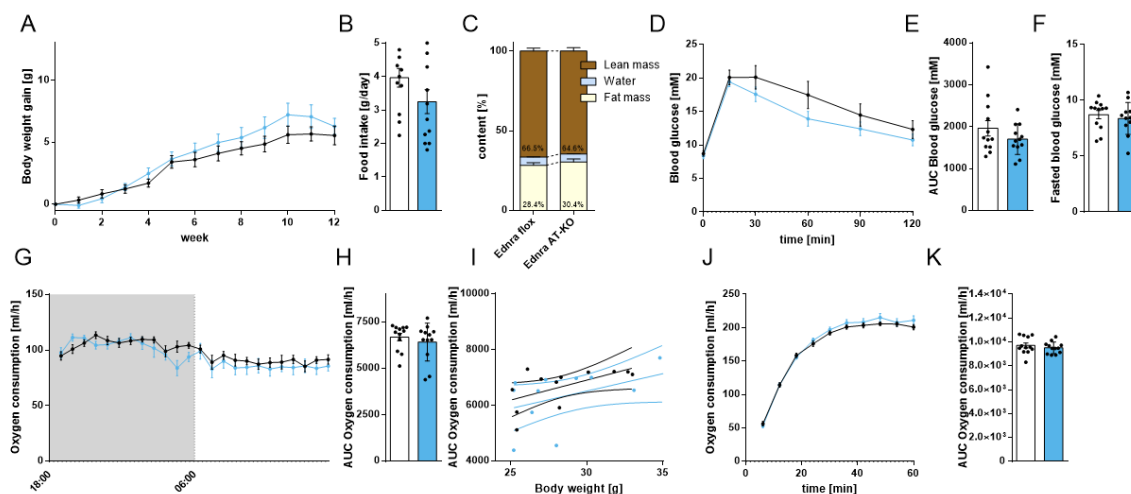 A
Body weight gain [g]
10
5
0
0 2 4 6 8 10 12
week
B
Food intake [g/day]
5
4
3
2
1
0
C
content [%]
100
50
0
66.9%
64.6%
28.4%
30.4%
Ednra flox
Ednra AT-KO
Lean mass
Water
Fat mass
D
Blood glucose [mM]
25
20
15
10
5
0
0 30 60 90 120
time [min]
E
AUC Blood glucose [mM]
4000
3000
2000
1000
0
F
Fasted blood glucose [mM]
15
10
5
0
G
Oxygen consumption [ml/h]
150
100
50
0
18:00
06:00
H
AUC Oxygen consumption [ml/h]
7500
5000
2500
0
I
AUC Oxygen consumption [ml/h]
10000
8000
6000
4000
25 30 35
Body weight [g]
J
Oxygen consumption [ml/h]
250
200
150
100
50
0
0 20 40 60
time [min]
K
AUC Oxygen consumption [ml/h]
1.4×10⁴
1.2×10⁴
1.0×10⁴
8.0×10³
6.0×10³
4.0×10³
2.0×10³
0